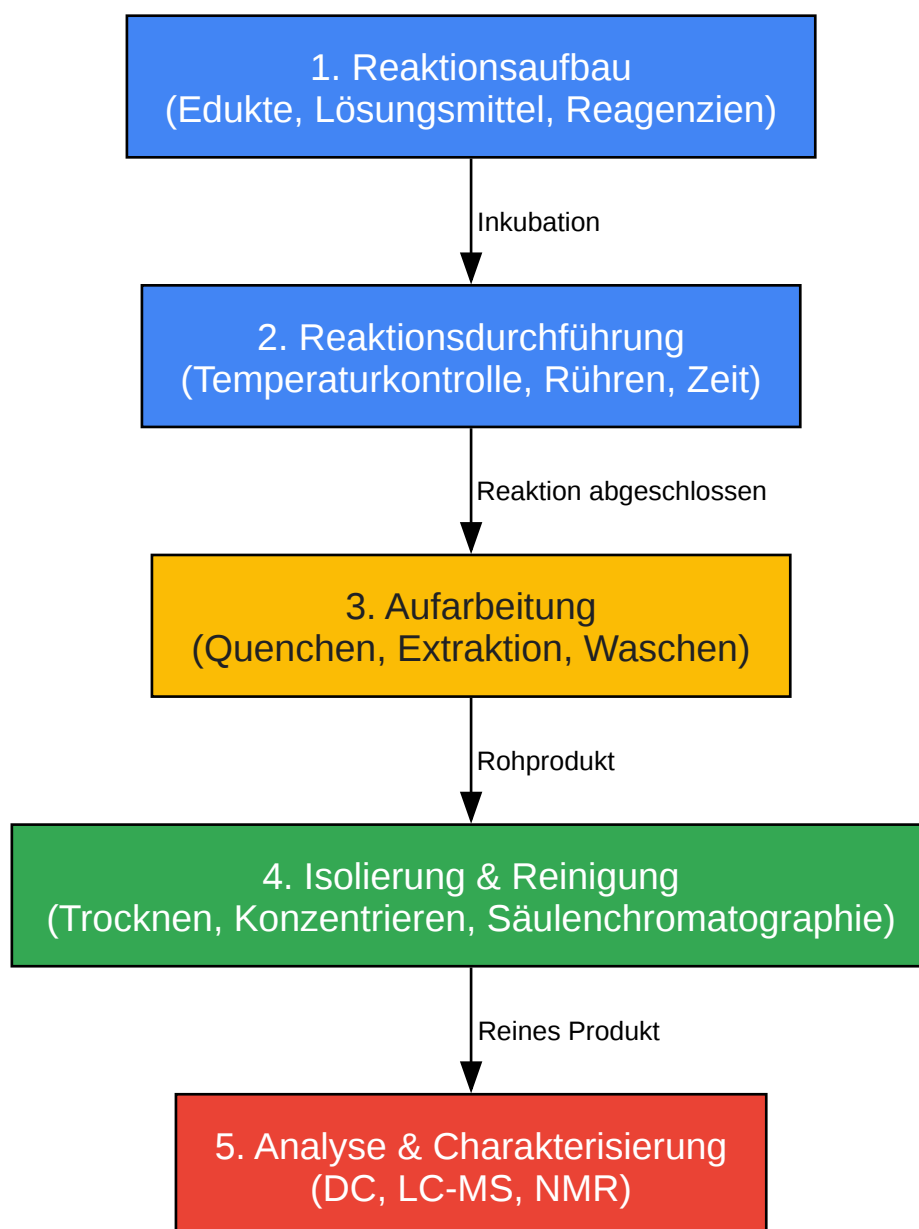 1. Reaktionsaufbau
(Edukte, Lösungsmittel, Reagenzien)
Inkubation
2. Reaktionsdurchführung
(Temperaturkontrolle, Rühren, Zeit)
Reaktion abgeschlossen
3. Aufarbeitung
(Quenchen, Extraktion, Waschen)
Rohprodukt
4. Isolierung & Reinigung
(Trocknen, Konzentrieren, Säulenchromatographie)
Reines Produkt
5. Analyse & Charakterisierung
(DC, LC-MS, NMR)